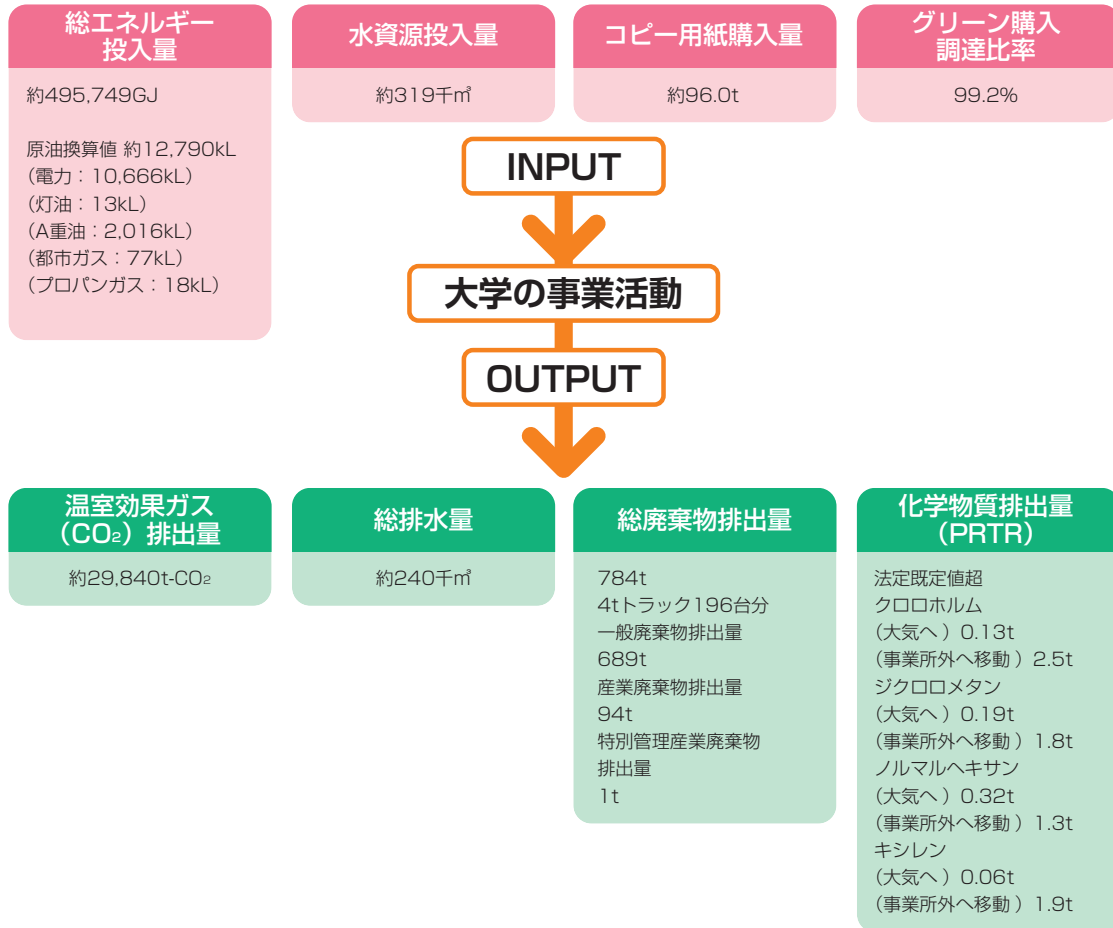 総エネルギー
投入量
約495,749GJ
原油換算値 約12,790kL
(電力：10,666kL)
(灯油：13kL)
(A重油：2,016kL)
(都市ガス：77kL)
(プロパンガス：18kL)
水資源投入量
約319千㎥
コピー用紙購入量
約96.0t
グリーン購入
調達比率
99.2%
INPUT
大学の事業活動
OUTPUT
温室効果ガス
(CO₂) 排出量
約29,840t-CO₂
総排水量
約240千㎥
総廃棄物排出量
784t
4tトラック196台分
一般廃棄物排出量
689t
産業廃棄物排出量
94t
特別管理産業廃棄物
排出量
1t
化学物質排出量
(PRTR)
法定既定値超
クロロホルム
(大気へ) 0.13t
(事業所外へ移動) 2.5t
ジクロロメタン
(大気へ) 0.19t
(事業所外へ移動) 1.8t
ノルマルヘキサン
(大気へ) 0.32t
(事業所外へ移動) 1.3t
キシレン
(大気へ) 0.06t
(事業所外へ移動) 1.9t